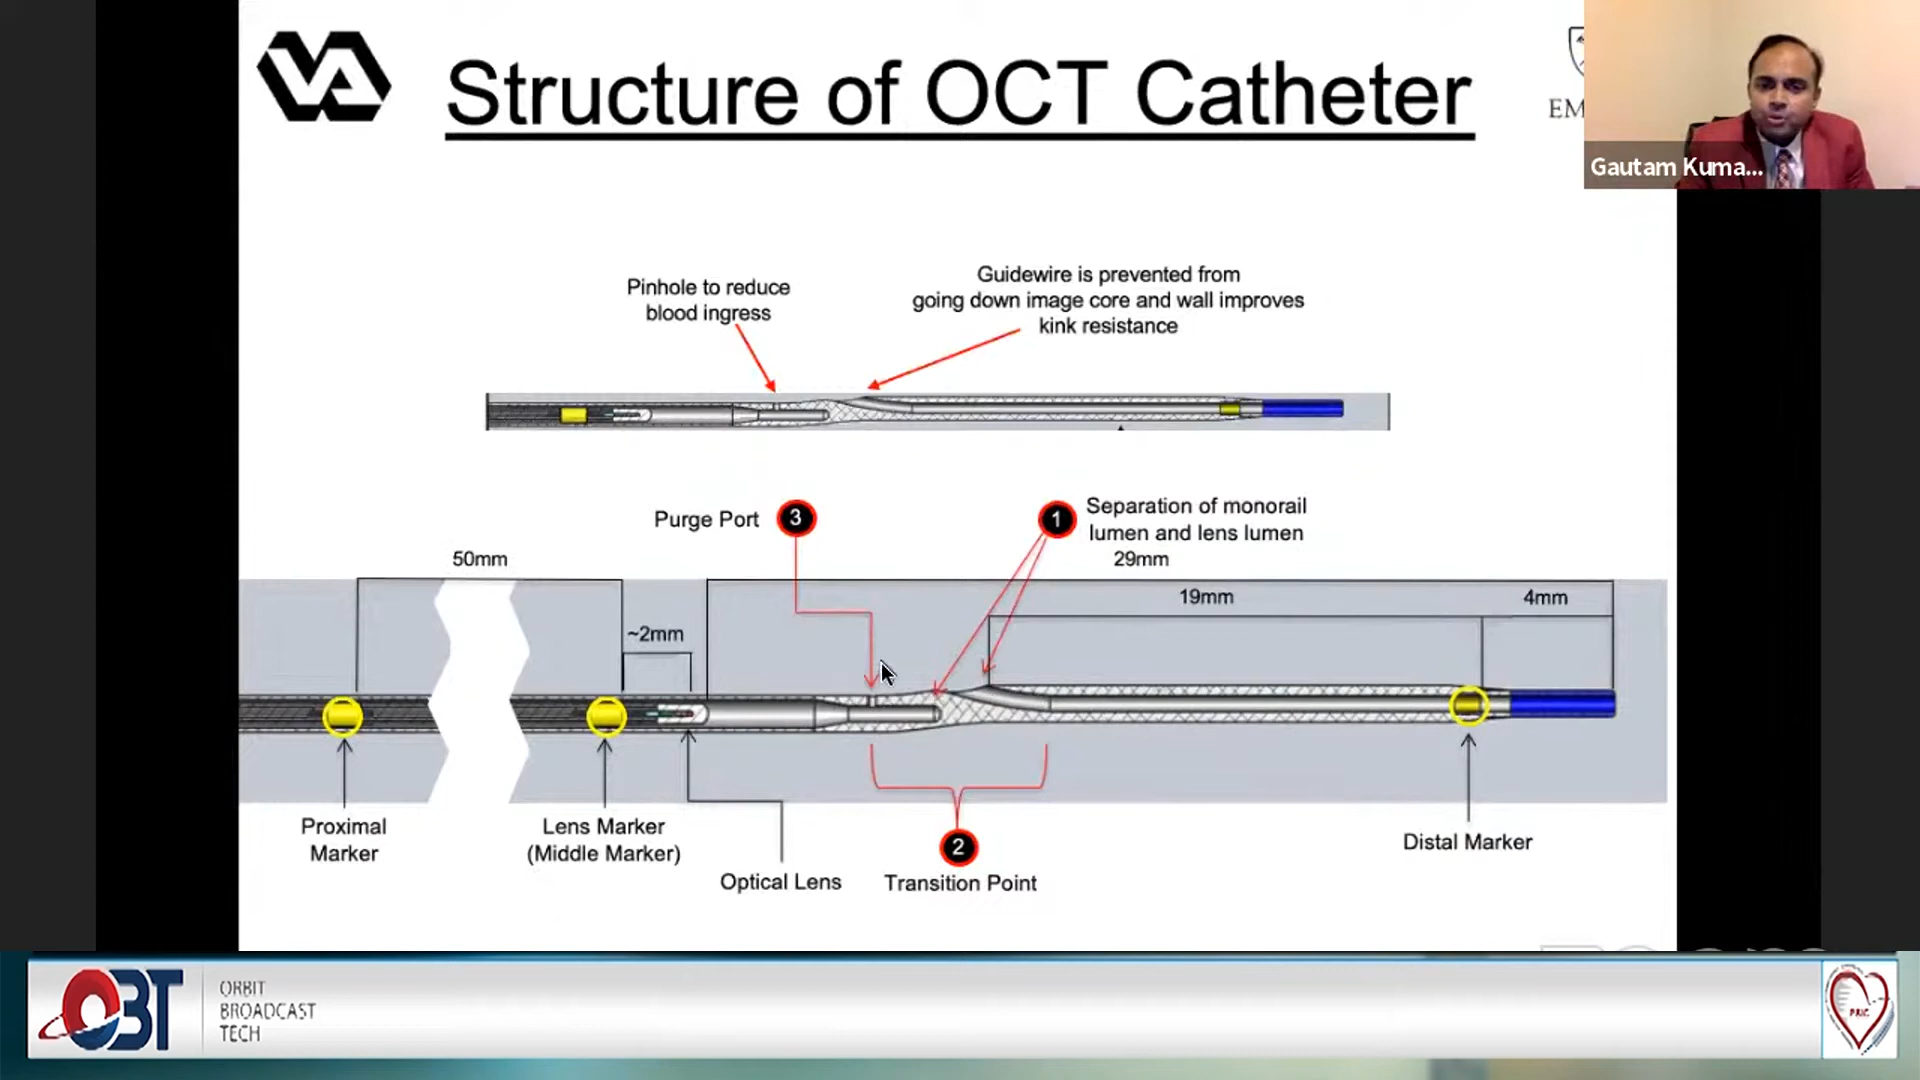 VA
Structure of OCT Catheter
EM
Gautam Kuma...
Pinhole to reduce
blood ingress
Guidewire is prevented from
going down image core and wall improves
kink resistance
Purge Port
3
1
Separation of monorail
lumen and lens lumen
50mm
29mm
19mm
4mm
~2mm
Proximal
Marker
Lens Marker
(Middle Marker)
Optical Lens
2
Transition Point
Distal Marker
OBT
ORBIT
BROADCAST
TECH
PRIC